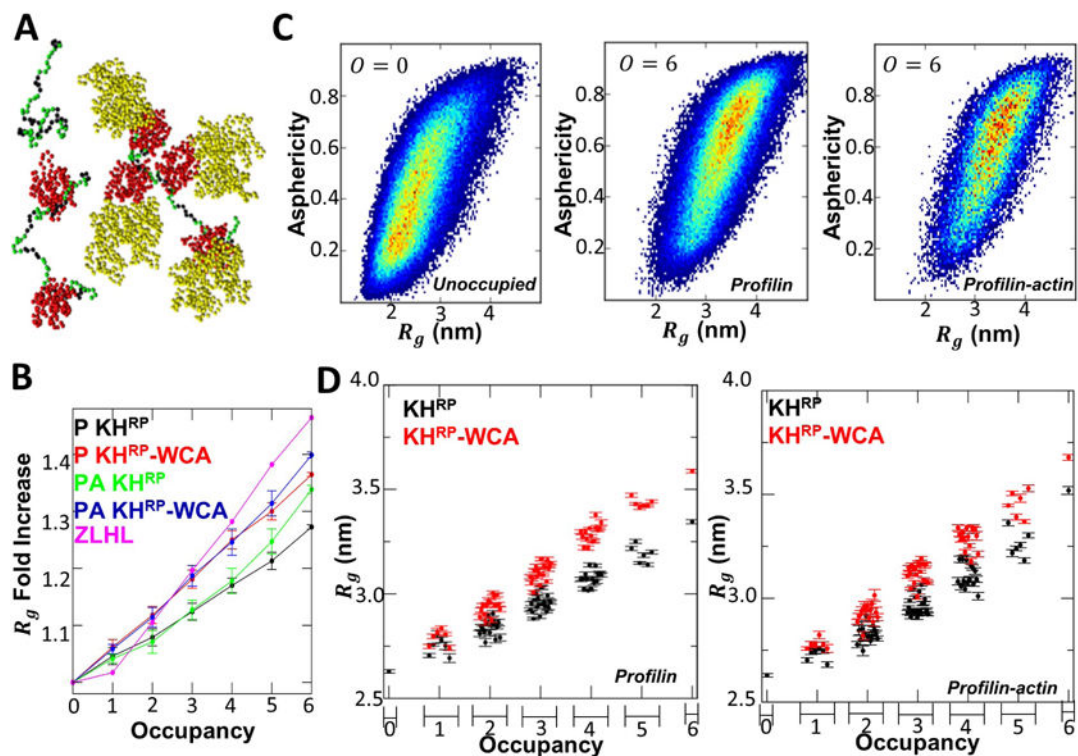 A
C
O = 0
O = 6
O = 6
Asphericity
0.8
0.6
0.4
0.2
Unoccupied
2
3
4
R_g (nm)
Asphericity
0.8
0.6
0.4
0.2
Profilin
2
3
4
R_g (nm)
Asphericity
0.8
0.6
0.4
0.2
Profilin-actin
2
3
4
R_g (nm)
B
P KH^RP
P KH^RP-WCA
PA KH^RP
PA KH^RP-WCA
ZLHL
R_g Fold Increase
1.4
1.3
1.2
1.1
0 1 2 3 4 5 6
Occupancy
D
KH^RP
KH^RP-WCA
R_g (nm)
4.0
3.5
3.0
2.5
Profilin
0 1 2 3 4 5 6
Occupancy
KH^RP
KH^RP-WCA
R_g (nm)
4.0
3.5
3.0
2.5
Profilin-actin
0 1 2 3 4 5 6
Occupancy